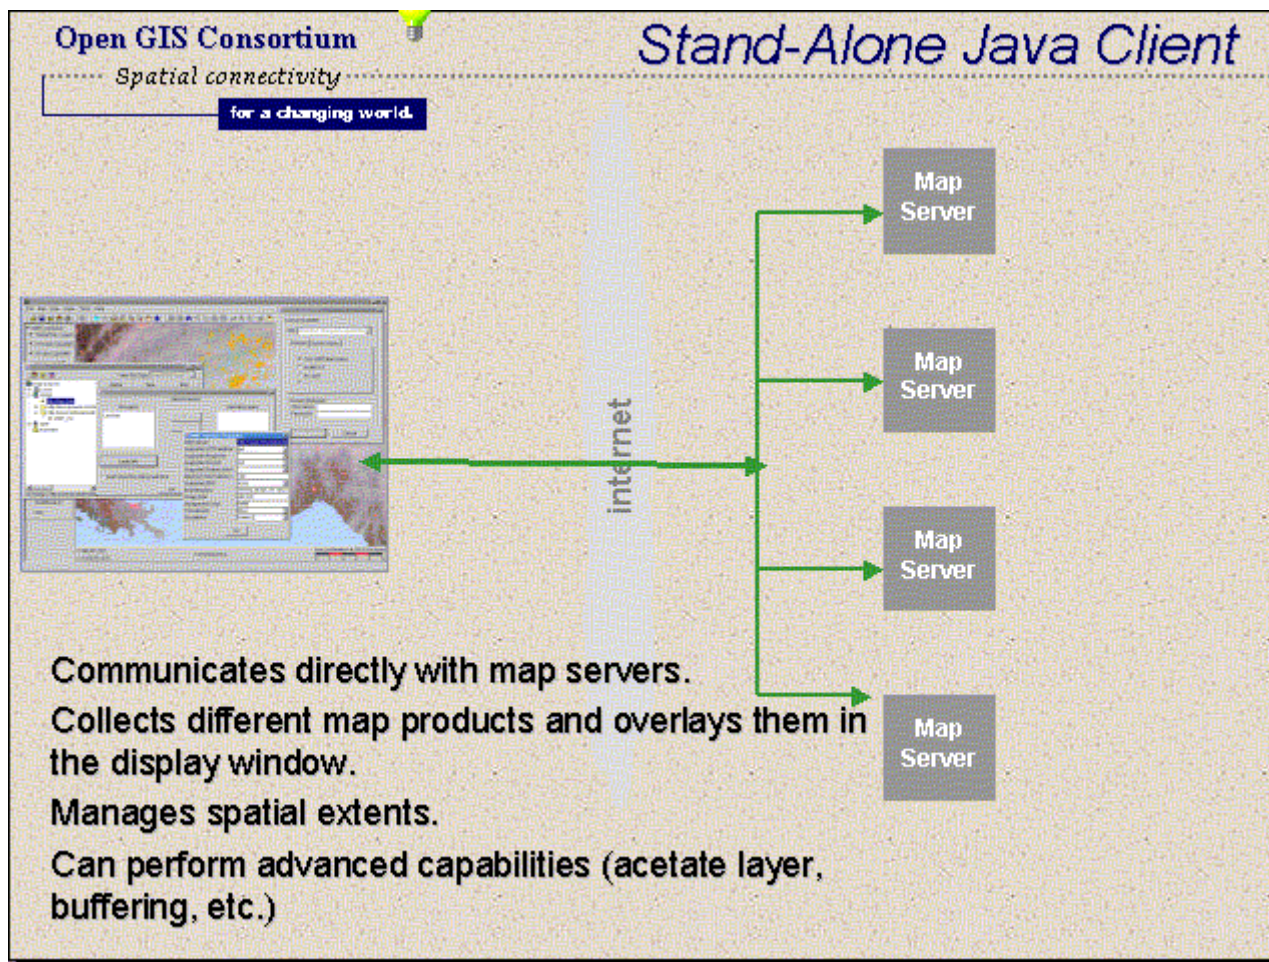 Open GIS Consortium
Stand-Alone Java Client
Spatial connectivity
for a changing world.
Map
Server
Map
Server
internet
Map
Server
Map
Server
Communicates directly with map servers.
Collects different map products and overlays them in
the display window.
Manages spatial extents.
Can perform advanced capabilities (acetate layer,
buffering, etc.)